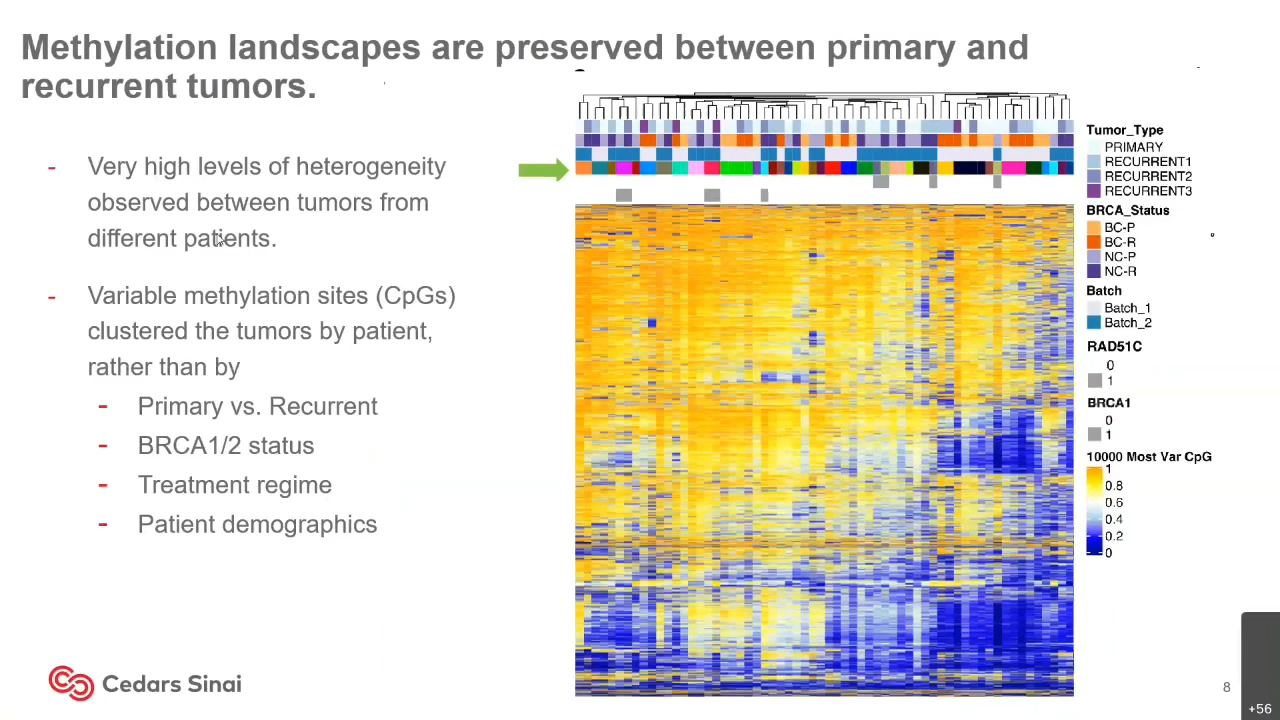 Methylation landscapes are preserved between primary and
recurrent tumors.
- Very high levels of heterogeneity
observed between tumors from
different patients.
- Variable methylation sites (CpGs)
clustered the tumors by patient,
rather than by
- Primary vs. Recurrent
- BRCA1/2 status
- Treatment regime
- Patient demographics
Tumor_Type
PRIMARY
RECURRENT1
RECURRENT2
RECURRENT3
BRCA_Status
BC-P
BC-R
NC-P
NC-R
Batch
Batch_1
Batch_2
RAD51C
0
1
BRCA1
0
1
10000 Most Var CpG
1
0.8
0.6
0.4
0.2
0
Cedars Sinai
8
+56